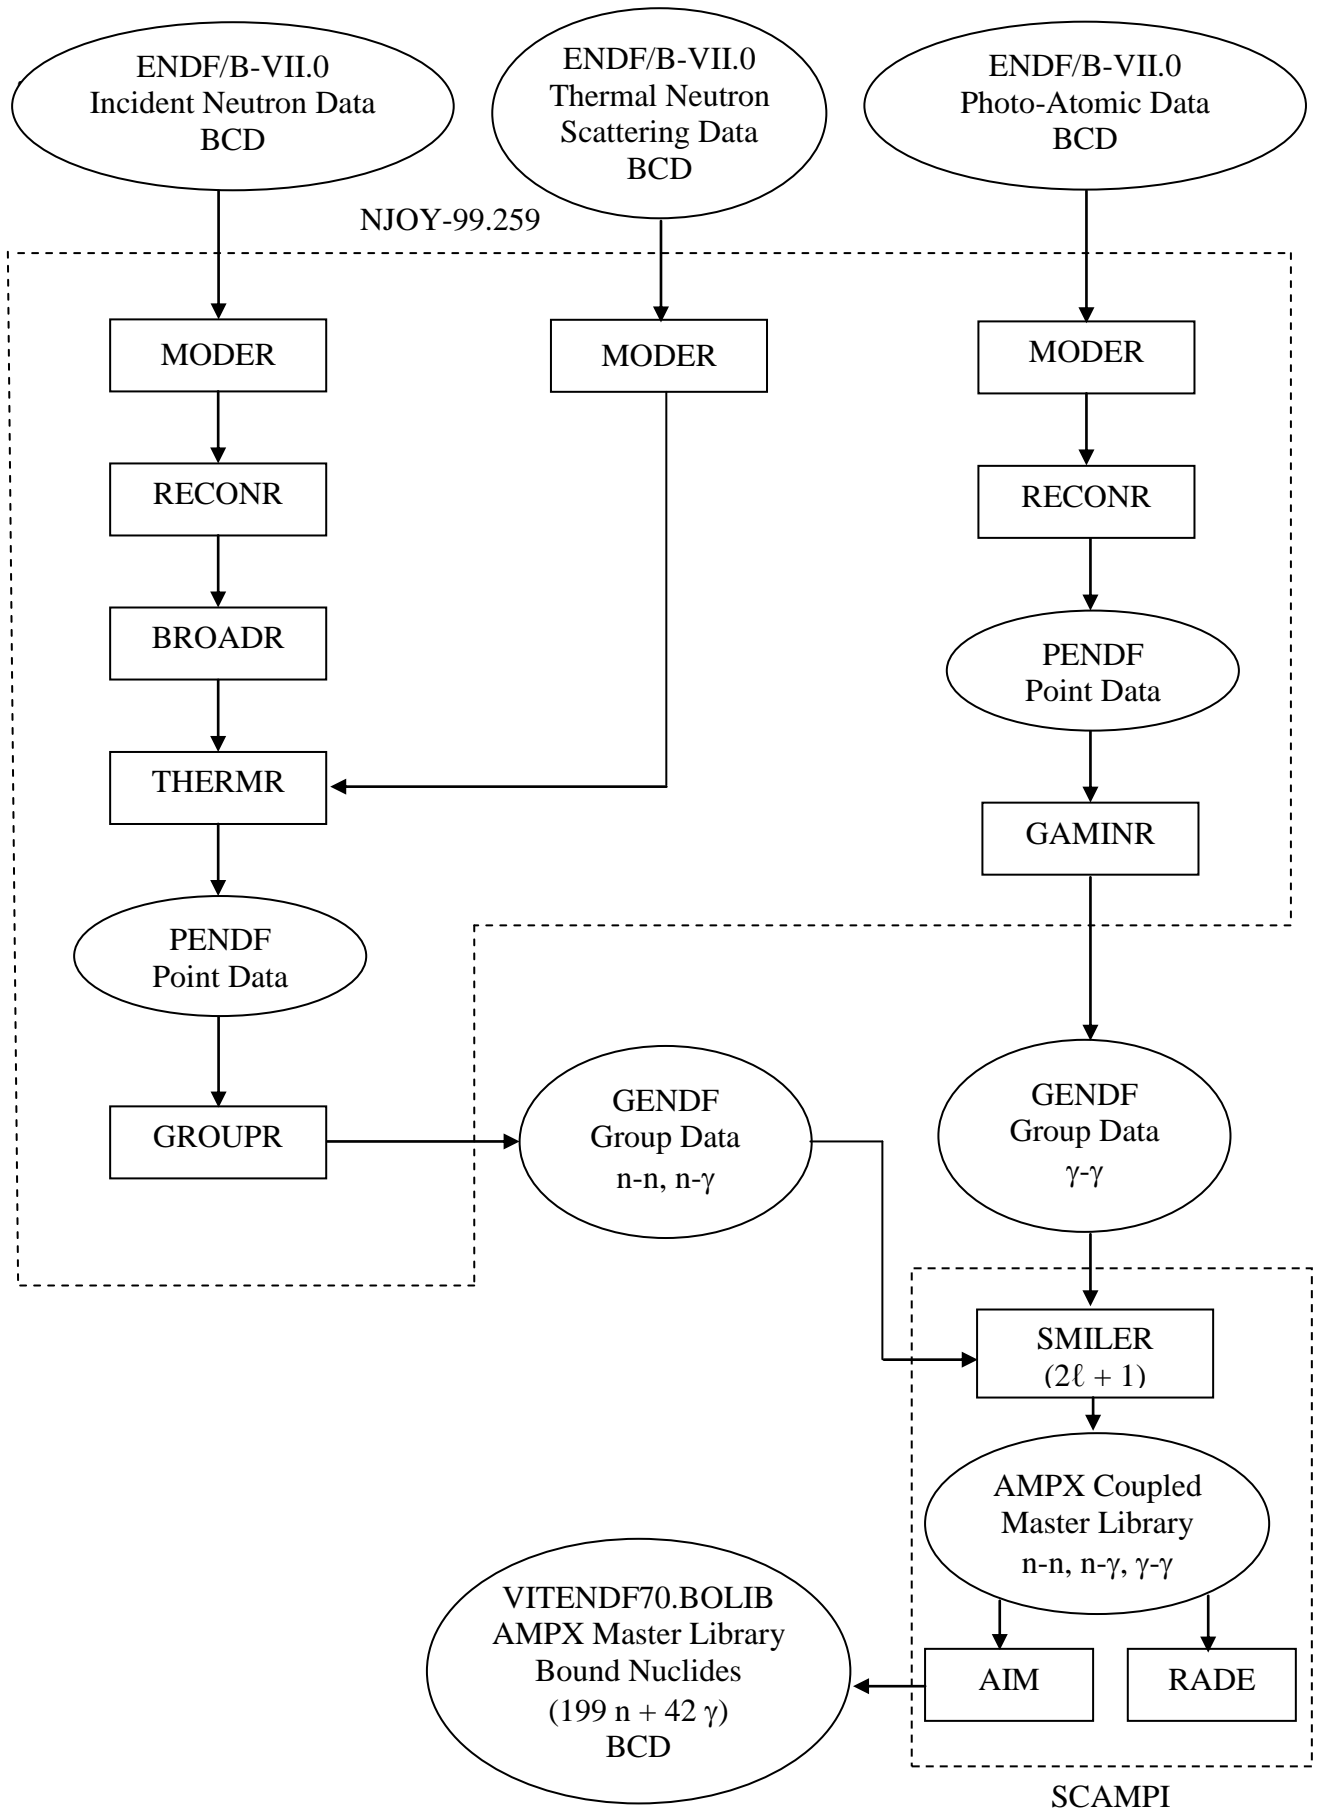 ENDF/B-VII.0
Incident Neutron Data
BCD
ENDF/B-VII.0
Thermal Neutron
Scattering Data
BCD
ENDF/B-VII.0
Photo-Atomic Data
BCD
NJOY-99.259
MODER
MODER
MODER
RECONR
RECONR
BROADR
PENDF
Point Data
THERMR
GAMINR
PENDF
Point Data
GROUPR
GENDF
Group Data
n-n, n-γ
GENDF
Group Data
γ-γ
SMILER
(2ℓ + 1)
AMPX Coupled
Master Library
n-n, n-γ, γ-γ
VITENDF70.BOLIB
AMPX Master Library
Bound Nuclides
(199 n + 42 γ)
BCD
AIM
RADE
SCAMPI